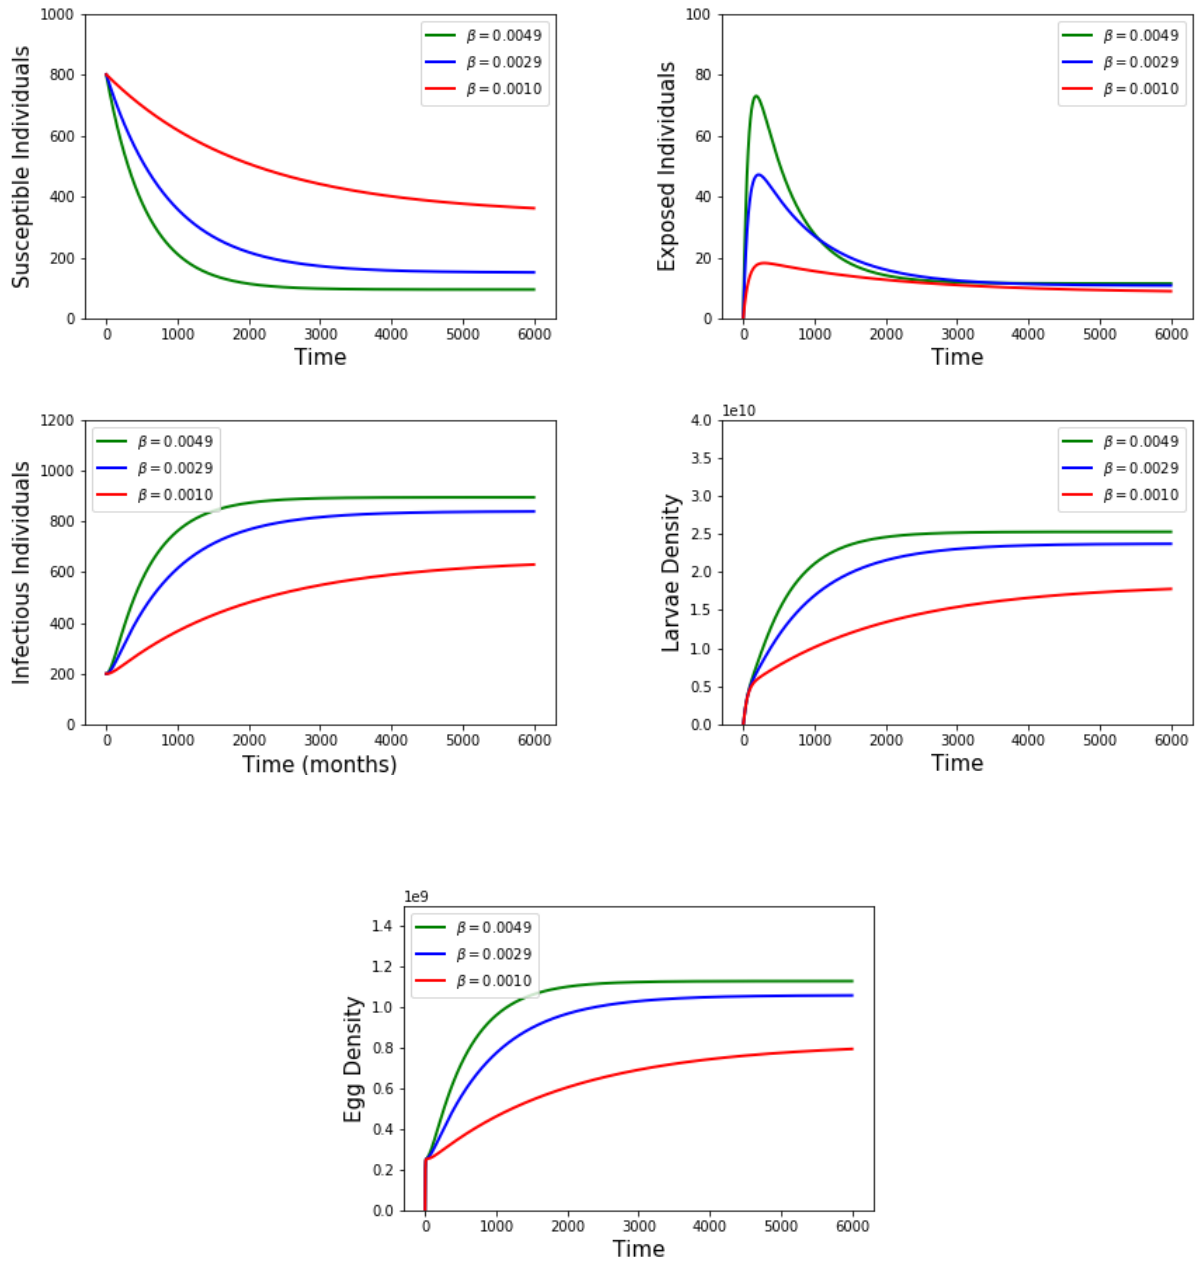 Susceptible Individuals
1000
800
600
400
200
0
β = 0.0049
β = 0.0029
β = 0.0010
0 1000 2000 3000 4000 5000 6000
Time
Exposed Individuals
100
80
60
40
20
0
β = 0.0049
β = 0.0029
β = 0.0010
0 1000 2000 3000 4000 5000 6000
Time
Infectious Individuals
1200
1000
800
600
400
200
0
β = 0.0049
β = 0.0029
β = 0.0010
0 1000 2000 3000 4000 5000 6000
Time (months)
1e10
Larvae Density
4.0
3.5
3.0
2.5
2.0
1.5
1.0
0.5
0.0
β = 0.0049
β = 0.0029
β = 0.0010
0 1000 2000 3000 4000 5000 6000
Time
1e9
Egg Density
1.4
1.2
1.0
0.8
0.6
0.4
0.2
0.0
β = 0.0049
β = 0.0029
β = 0.0010
0 1000 2000 3000 4000 5000 6000
Time